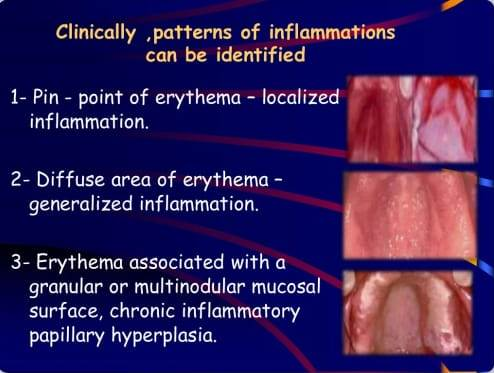 Clinically ,patterns of inflammations
can be identified
1- Pin - point of erythema – localized
inflammation.
2- Diffuse area of erythema –
generalized inflammation.
3- Erythema associated with a
granular or multinodular mucosal
surface, chronic inflammatory
papillary hyperplasia.